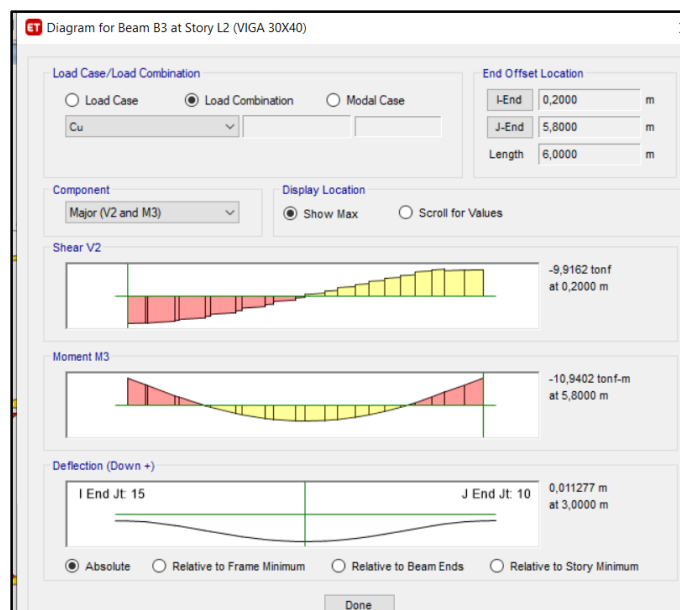 ET Diagram for Beam B3 at Story L2 (VIGA 30X40)
Load Case/Load Combination
End Offset Location
Load Case Load Combination Modal Case
I-End 0,2000 m
Cu
J-End 5,8000 m
Length 6,0000 m
Component
Display Location
Major (V2 and M3)
Show Max Scroll for Values
Shear V2
-9,9162 tonf
at 0,2000 m
Moment M3
-10,9402 tonf-m
at 5,8000 m
Deflection (Down +)
I End Jt: 15 J End Jt: 10
0,011277 m
at 3,0000 m
Absolute Relative to Frame Minimum Relative to Beam Ends Relative to Story Minimum
Done